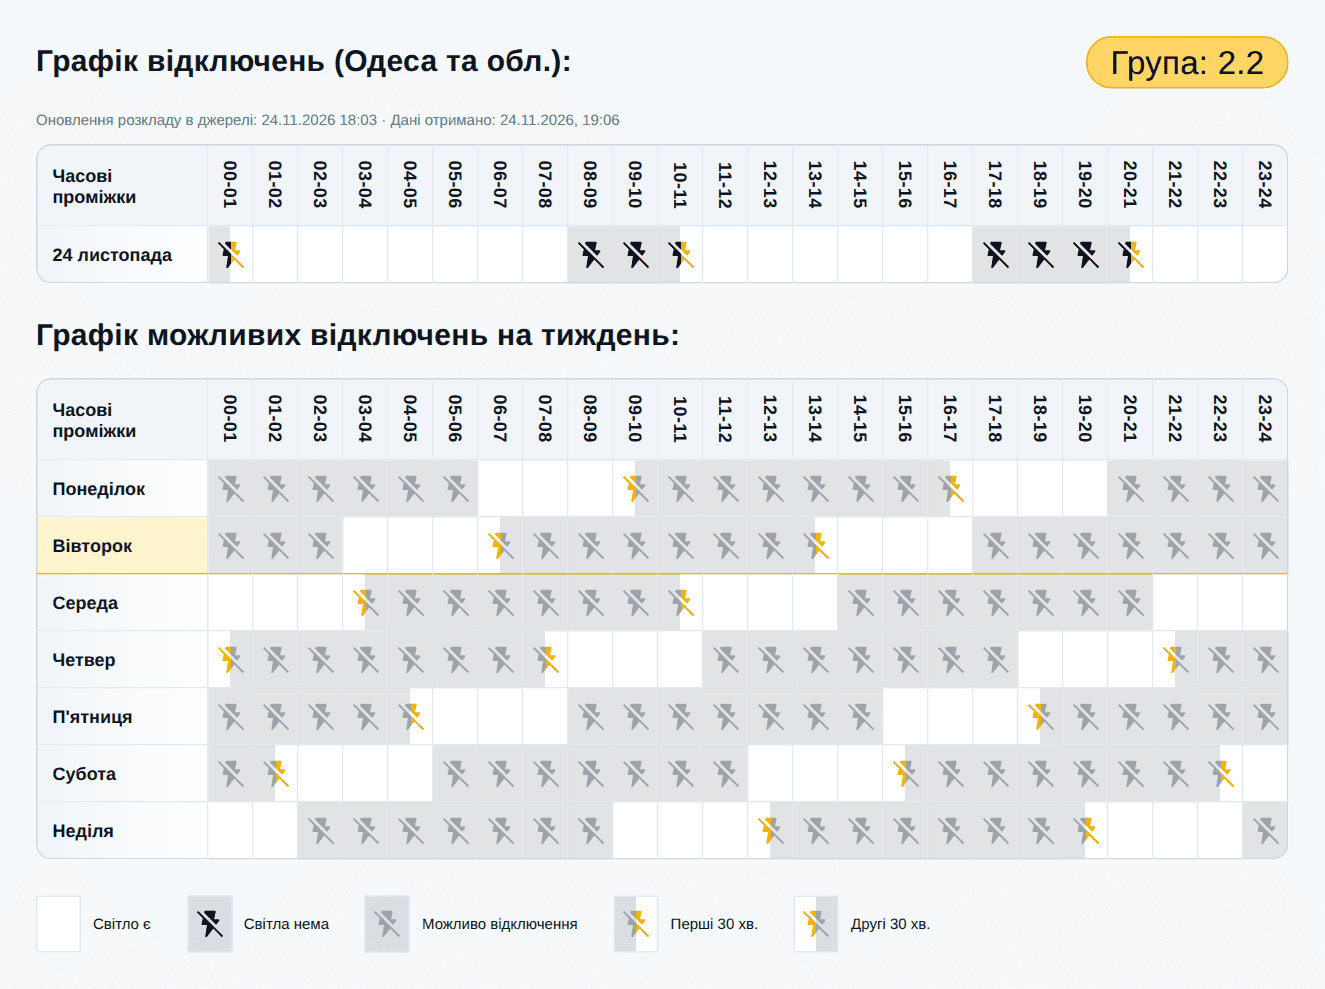 Графік відключень (Одеса та обл.):
Група: 2.2
Оновлення розкладу в джерелі: 24.11.2026 18:03 · Дані отримано: 24.11.2026, 19:06
Часові проміжки 00-01 01-02 02-03 03-04 04-05 05-06 06-07 07-08 08-09 09-10 10-11 11-12 12-13 13-14 14-15 15-16 16-17 17-18 18-19 19-20 20-21 21-22 22-23 23-24
24 листопада
Графік можливих відключень на тиждень:
Часові проміжки 00-01 01-02 02-03 03-04 04-05 05-06 06-07 07-08 08-09 09-10 10-11 11-12 12-13 13-14 14-15 15-16 16-17 17-18 18-19 19-20 20-21 21-22 22-23 23-24
Понеділок
Вівторок
Середа
Четвер
П'ятниця
Субота
Неділя
Світло є Світла нема Можливо відключення Перші 30 хв. Другі 30 хв.